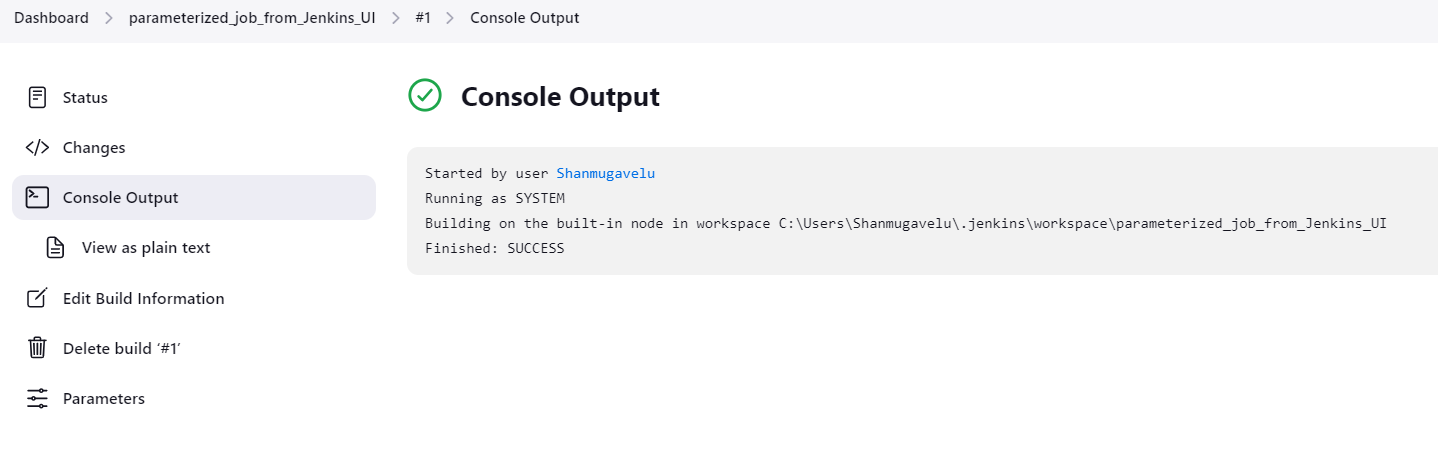 Dashboard > parameterized_job_from_Jenkins_UI > #1 > Console Output
Status
Changes
Console Output
View as plain text
Edit Build Information
Delete build ‘#1’
Parameters
Console Output
Started by user Shanmugavelu
Running as SYSTEM
Building on the built-in node in workspace C:\Users\Shanmugavelu\.jenkins\workspace\parameterized_job_from_Jenkins_UI
Finished: SUCCESS